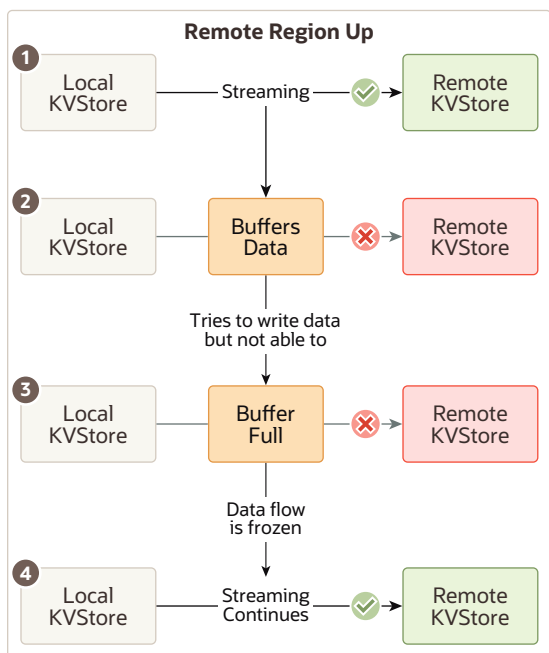 Remote Region Up
1
Local
KVStore
Streaming
Remote
KVStore
2
Local
KVStore
Buffers
Data
Remote
KVStore
Tries to write data
but not able to
3
Local
KVStore
Buffer
Full
Remote
KVStore
Data flow
is frozen
4
Local
KVStore
Streaming
Continues
Remote
KVStore